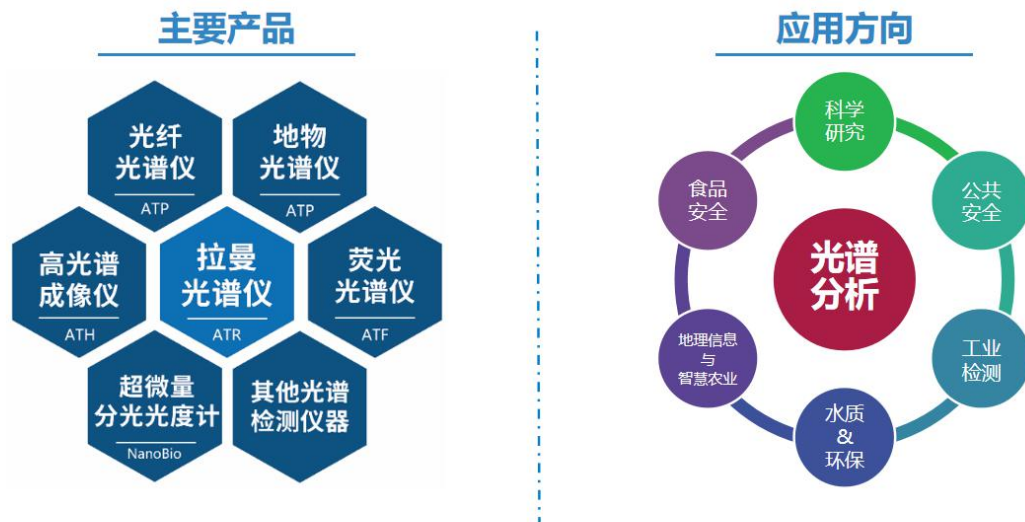 主要产品
光纤
光谱仪
ATP
地物
光谱仪
ATP
高光谱
成像仪
ATH
拉曼
光谱仪
ATR
荧光
光谱仪
ATF
超微量
分光光度计
NanoBio
其他光谱
检测仪器
应用方向
科学
研究
公共
安全
工业
检测
水质
&
环保
地理信息
与
智慧农业
食品
安全
光谱
分析